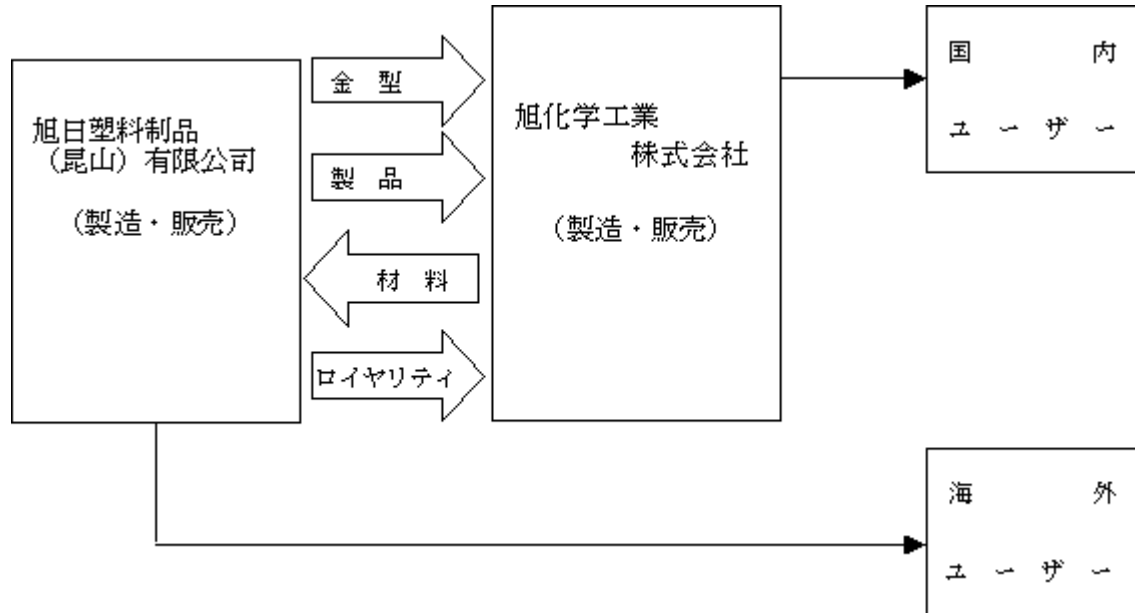 旭日塑料制品
（昆山）有限公司
（製造・販売）
金 型
製 品
材 料
ロイヤリティ
旭化学工業
株式会社
（製造・販売）
国 内
ユ ー ザ ー
海 外
ユ ー ザ ー